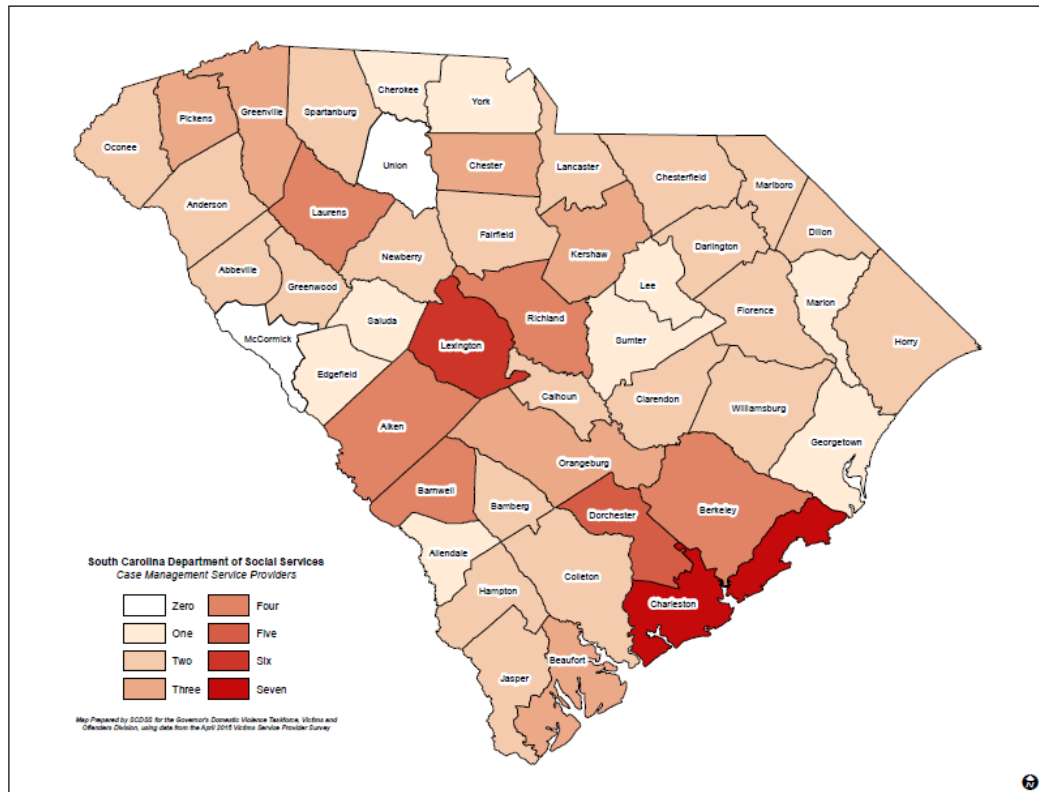 Cherokee
York
Spartanburg
Greenville
Pickens
Oconee
Union
Chester
Lancaster
Chesterfield
Marlboro
Anderson
Laurens
Fairfield
Dillon
Darlington
Newberry
Kershaw
Abbeville
Greenwood
Lee
Marion
Florence
Saluda
Richland
McCormick
Sumter
Horry
Lexington
Edgefield
Calhoun
Clarendon
Williamsburg
Aiken
Georgetown
Orangeburg
Barnwell
Bamberg
Dorchester
Berkeley
Allendale
Colleton
Hampton
Charleston
Beaufort
Jasper
South Carolina Department of Social Services
Case Management Service Providers
Zero
Four
One
Five
Two
Six
Three
Seven
Map Prepared by SCDSS for the Governor's Domestic Violence Taskforce, Victims and
Offenders Division, using data from the April 2015 Victims Service Provider Survey
N